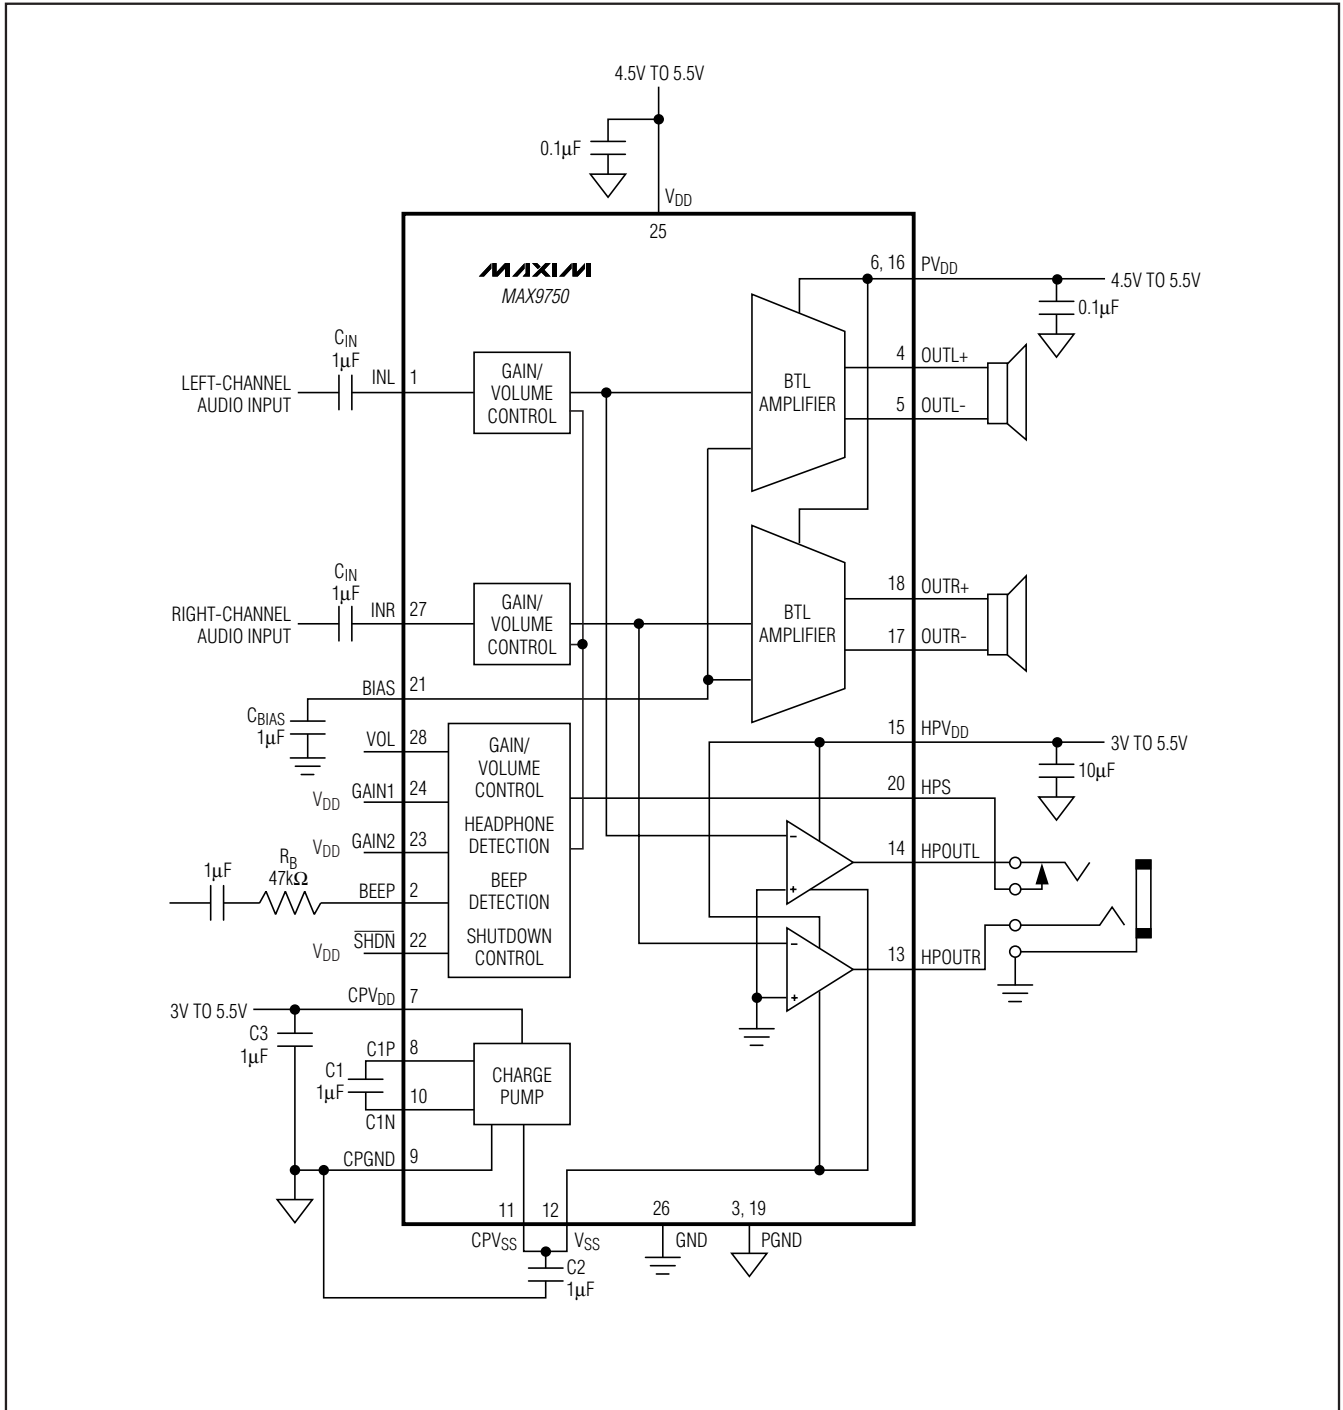 4.5V TO 5.5V
0.1μF
VDD
25
MAXIM
MAX9750
6, 16
PVDD
4.5V TO 5.5V
0.1μF
CIN
1μF
LEFT-CHANNEL
AUDIO INPUT
INL
1
GAIN/
VOLUME
CONTROL
BTL
AMPLIFIER
4
OUTL+
5
OUTL-
CIN
1μF
RIGHT-CHANNEL
AUDIO INPUT
INR
27
GAIN/
VOLUME
CONTROL
BTL
AMPLIFIER
18
OUTR+
17
OUTR-
BIAS
21
CBIAS
1μF
VOL
28
VDD
GAIN1
24
VDD
GAIN2
23
1μF
RB
47kΩ
BEEP
2
VDD
SHDN
22
GAIN/
VOLUME
CONTROL
HEADPHONE
DETECTION
BEEP
DETECTION
SHUTDOWN
CONTROL
15
HPVDD
3V TO 5.5V
10μF
20
HPS
−
+
14
HPOUTL
−
+
13
HPOUTR
3V TO 5.5V
CPVDD
7
C3
1μF
C1P
8
C1
1μF
10
C1N
CHARGE
PUMP
CPGND
9
11
12
26
3, 19
CPVSS
VSS
GND
PGND
C2
1μF